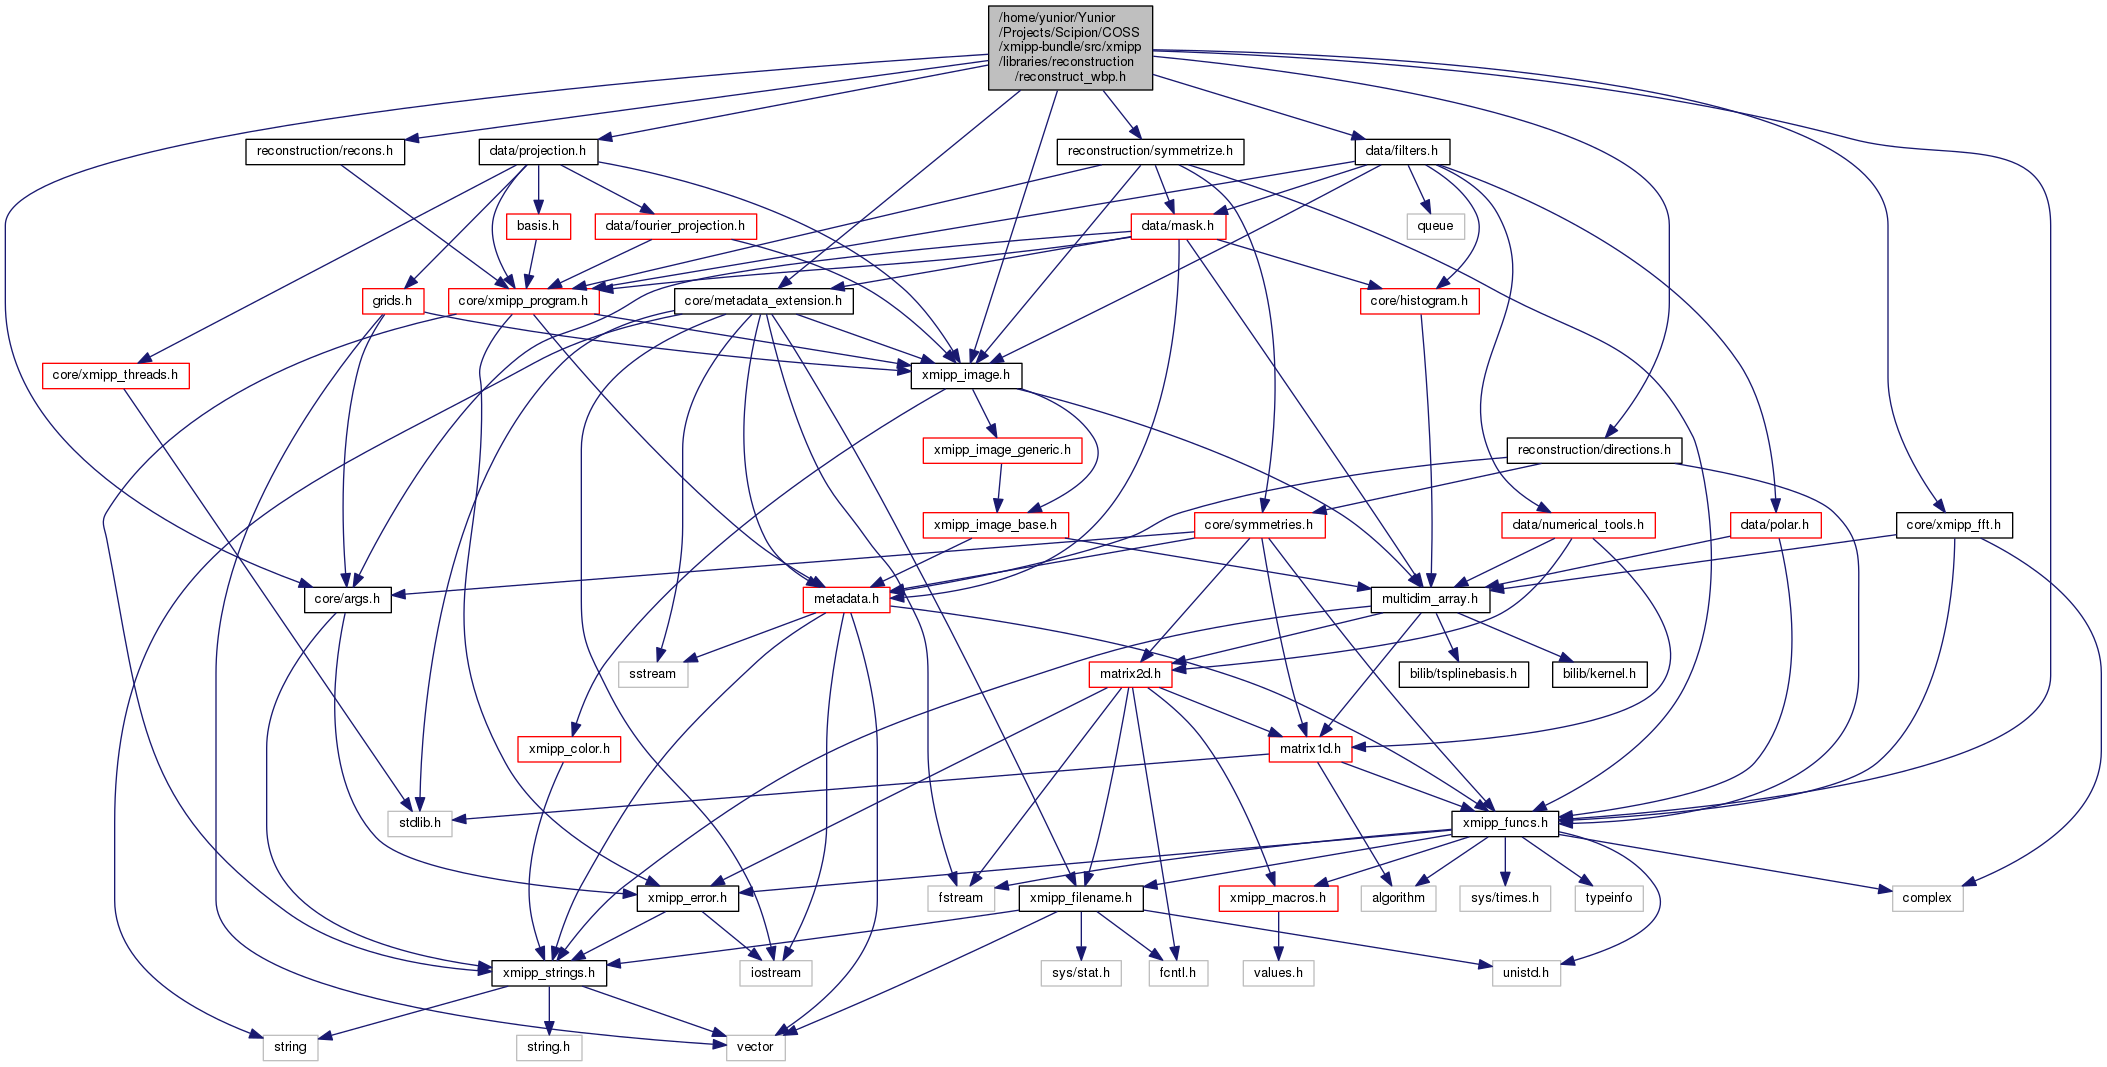 /home/yunior/Yunior
/Projects/Scipion/COSS
/xmipp-bundle/src/xmipp
/libraries/reconstruction
/reconstruct_wbp.h
reconstruction/recons.h
data/projection.h
reconstruction/symmetrize.h
data/filters.h
basis.h
data/fourier_projection.h
data/mask.h
queue
grids.h
core/xmipp_program.h
core/metadata_extension.h
core/histogram.h
core/xmipp_threads.h
xmipp_image.h
xmipp_image_generic.h
reconstruction/directions.h
xmipp_image_base.h
core/symmetries.h
data/numerical_tools.h
data/polar.h
core/xmipp_fft.h
core/args.h
metadata.h
multidim_array.h
sstream
matrix2d.h
bilib/tsplinebasis.h
bilib/kernel.h
xmipp_color.h
matrix1d.h
stdlib.h
xmipp_funcs.h
xmipp_error.h
fstream
xmipp_filename.h
xmipp_macros.h
algorithm
sys/times.h
typeinfo
complex
xmipp_strings.h
iostream
sys/stat.h
fcntl.h
values.h
unistd.h
string
string.h
vector